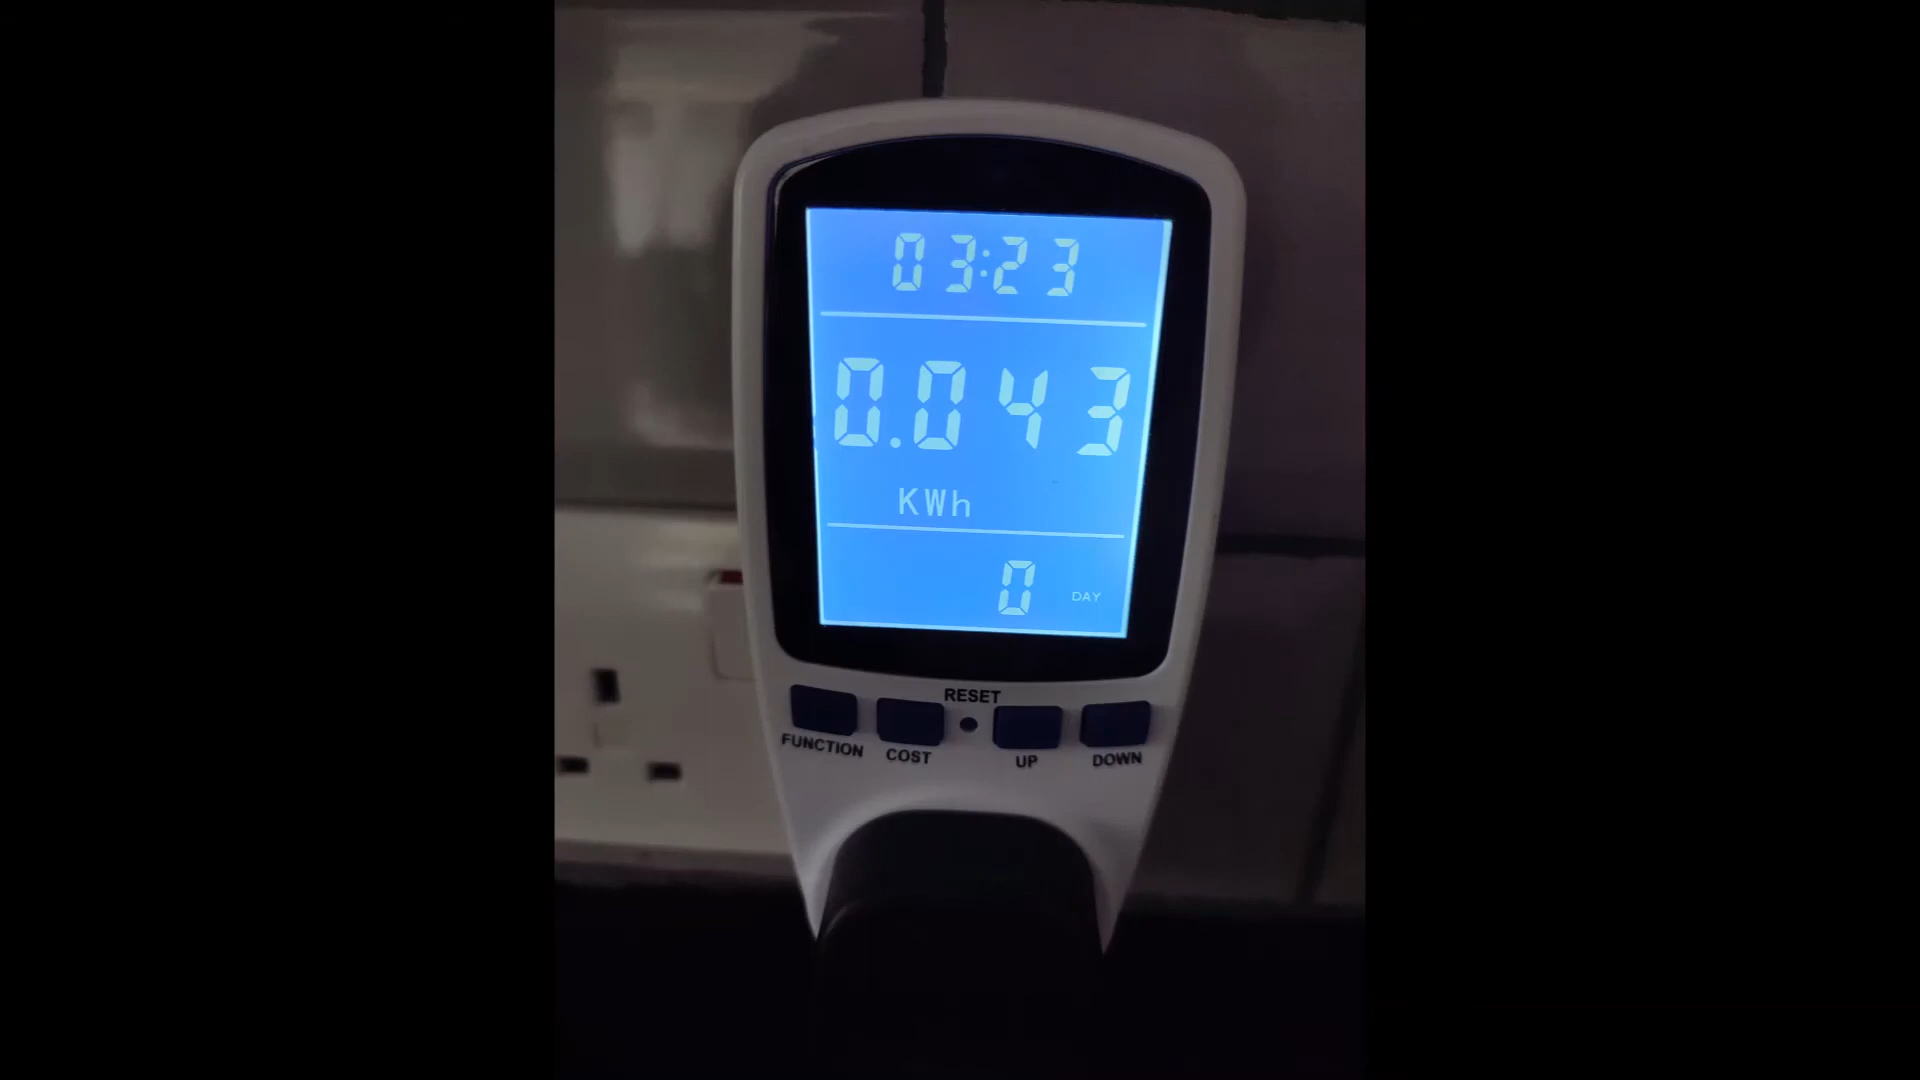 03:23
0.043
KWh
0 DAY
RESET
FUNCTION COST UP DOWN